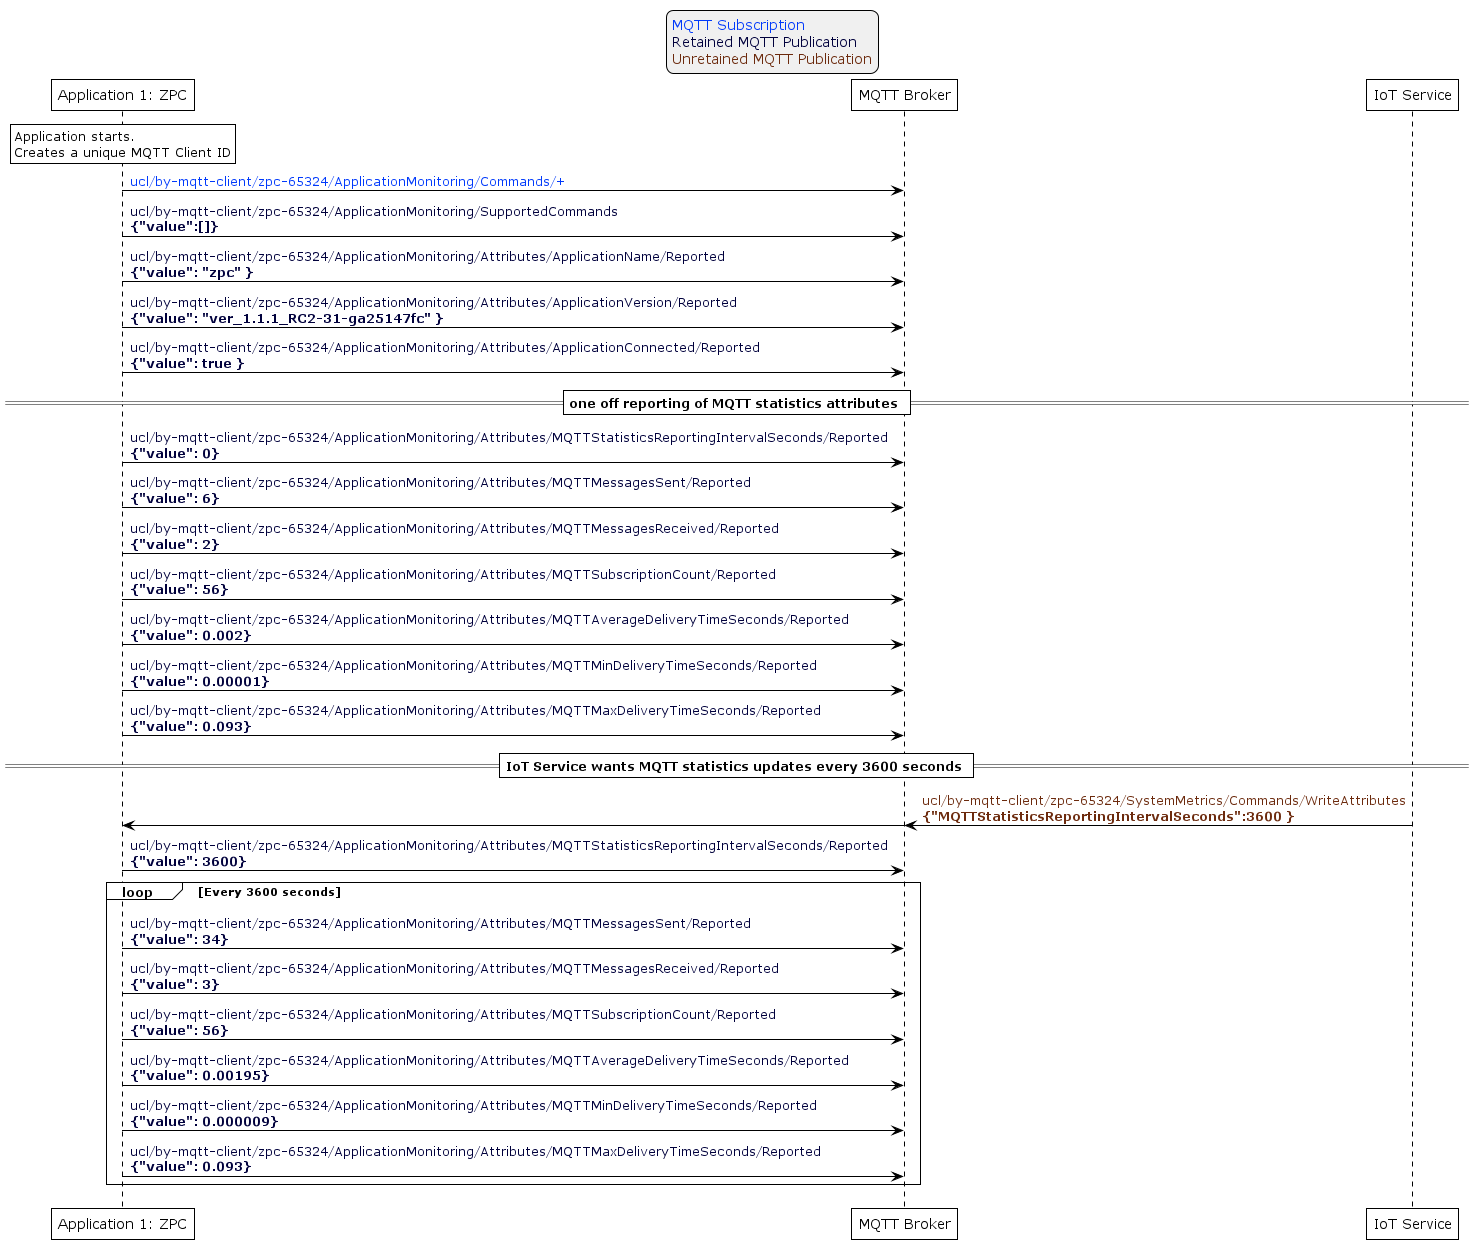 MQTT Subscription
Retained MQTT Publication
Unretained MQTT Publication
Application 1: ZPC
MQTT Broker
IoT Service
Application starts.
Creates a unique MQTT Client ID
ucl/by-mqtt-client/zpc-65324/ApplicationMonitoring/Commands/+
ucl/by-mqtt-client/zpc-65324/ApplicationMonitoring/SupportedCommands
{"value":[]}
ucl/by-mqtt-client/zpc-65324/ApplicationMonitoring/Attributes/ApplicationName/Reported
{"value": "zpc" }
ucl/by-mqtt-client/zpc-65324/ApplicationMonitoring/Attributes/ApplicationVersion/Reported
{"value": "ver_1.1.1_RC2-31-ga25147fc" }
ucl/by-mqtt-client/zpc-65324/ApplicationMonitoring/Attributes/ApplicationConnected/Reported
{"value": true }
one off reporting of MQTT statistics attributes
ucl/by-mqtt-client/zpc-65324/ApplicationMonitoring/Attributes/MQTTStatisticsReportingIntervalSeconds/Reported
{"value": 0}
ucl/by-mqtt-client/zpc-65324/ApplicationMonitoring/Attributes/MQTTMessagesSent/Reported
{"value": 6}
ucl/by-mqtt-client/zpc-65324/ApplicationMonitoring/Attributes/MQTTMessagesReceived/Reported
{"value": 2}
ucl/by-mqtt-client/zpc-65324/ApplicationMonitoring/Attributes/MQTTSubscriptionCount/Reported
{"value": 56}
ucl/by-mqtt-client/zpc-65324/ApplicationMonitoring/Attributes/MQTTAverageDeliveryTimeSeconds/Reported
{"value": 0.002}
ucl/by-mqtt-client/zpc-65324/ApplicationMonitoring/Attributes/MQTTMinDeliveryTimeSeconds/Reported
{"value": 0.00001}
ucl/by-mqtt-client/zpc-65324/ApplicationMonitoring/Attributes/MQTTMaxDeliveryTimeSeconds/Reported
{"value": 0.093}
IoT Service wants MQTT statistics updates every 3600 seconds
ucl/by-mqtt-client/zpc-65324/SystemMetrics/Commands/WriteAttributes
{"MQTTStatisticsReportingIntervalSeconds":3600 }
ucl/by-mqtt-client/zpc-65324/ApplicationMonitoring/Attributes/MQTTStatisticsReportingIntervalSeconds/Reported
{"value": 3600}
loop [Every 3600 seconds]
ucl/by-mqtt-client/zpc-65324/ApplicationMonitoring/Attributes/MQTTMessagesSent/Reported
{"value": 34}
ucl/by-mqtt-client/zpc-65324/ApplicationMonitoring/Attributes/MQTTMessagesReceived/Reported
{"value": 3}
ucl/by-mqtt-client/zpc-65324/ApplicationMonitoring/Attributes/MQTTSubscriptionCount/Reported
{"value": 56}
ucl/by-mqtt-client/zpc-65324/ApplicationMonitoring/Attributes/MQTTAverageDeliveryTimeSeconds/Reported
{"value": 0.00195}
ucl/by-mqtt-client/zpc-65324/ApplicationMonitoring/Attributes/MQTTMinDeliveryTimeSeconds/Reported
{"value": 0.000009}
ucl/by-mqtt-client/zpc-65324/ApplicationMonitoring/Attributes/MQTTMaxDeliveryTimeSeconds/Reported
{"value": 0.093}
Application 1: ZPC
MQTT Broker
IoT Service